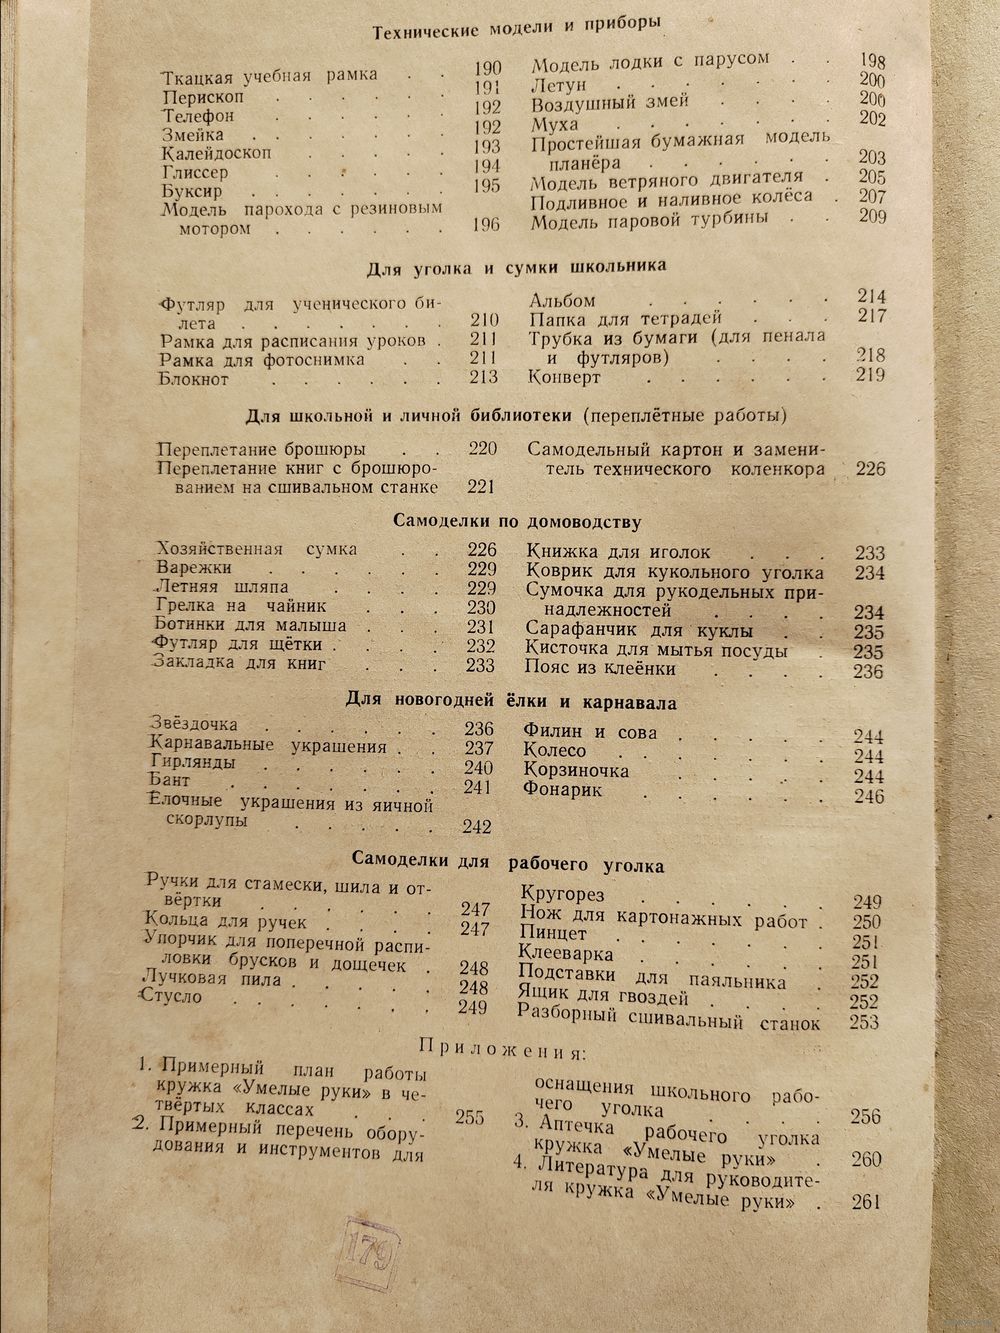 Технические модели и приборы
Ткацкая учебная рамка . . 190
Перископ . . . . . 191
Телефон . . . . . 192
Змейка . . . . . . 192
Калейдоскоп . . . . 193
Глиссер . . . . . 194
Буксир . . . . . . 195
Модель парохода с резиновым
мотором . . . . . . 196
Модель лодки с парусом . . 198
Летун . . . . . . 200
Воздушный змей . . . . 200
Муха . . . . . . 202
Простейшая бумажная модель
планёра . . . . . . 203
Модель ветряного двигателя . 205
Подливное и наливное колёса . 207
Модель паровой турбины . . 209
Для уголка и сумки школьника
Футляр для ученического би-
лета . . . . . . . 210
Рамка для расписания уроков . 211
Рамка для фотоснимка . . 211
Блокнот . . . . . . 213
Альбом . . . . . . 214
Папка для тетрадей . . . 217
Трубка из бумаги (для пенала
и футляров) . . . . 218
Конверт . . . . . . 219
Для школьной и личной библиотеки (переплётные работы)
Переплетание брошюры . . 220
Переплетание книг с брошюро-
ванием на сшивальном станке 221
Самодельный картон и замени-
тель технического коленкора 226
Самоделки по домоводству
Хозяйственная сумка . . 226
Варежки . . . . . . 229
Летняя шляпа . . . . 229
Грелка на чайник . . . 230
Ботинки для малыша . . . 231
Футляр для щётки . . . . 232
Закладка для книг . . . 233
Книжка для иголок . . . 233
Коврик для кукольного уголка 234
Сумочка для рукодельных при-
надлежностей . . . . 234
Сарафанчик для куклы . . 235
Кисточка для мытья посуды . 235
Пояс из клеёнки . . . . 236
Для новогодней ёлки и карнавала
Звёздочка . . . . . . 236
Карнавальные украшения . . 237
Гирлянды . . . . . . 240
Бант . . . . . . . 241
Ёлочные украшения из яичной
скорлупы . . . . . 242
Филин и сова . . . . . 244
Колесо . . . . . . 244
Корзиночка . . . . 244
Фонарик . . . . . 246
Самоделки для рабочего уголка
Ручки для стамески, шила и от-
вёртки . . . . . . 247
Кольца для ручек . . . . 247
Упорчик для поперечной распи-
ловки брусков и дощечек . 248
Лучковая пила . . . . . 248
Стусло . . . . . . . 249
Кругорез . . . . . . 249
Нож для картонажных работ . 250
Пинцет . . . . . . 251
Клееварка . . . . . 251
Подставки для паяльника . 252
Ящик для гвоздей . . . . 252
Разборный сшивальный станок 253
Приложения:
1. Примерный план работы
кружка «Умелые руки» в че-
твёртых классах . . . 255
2. Примерный перечень обору-
дования и инструментов для
оснащения школьного рабо-
чего уголка . . . . 256
3. Аптечка рабочего уголка
кружка «Умелые руки» . 260
4. Литература для руководите-
ля кружка «Умелые руки» . 261
179